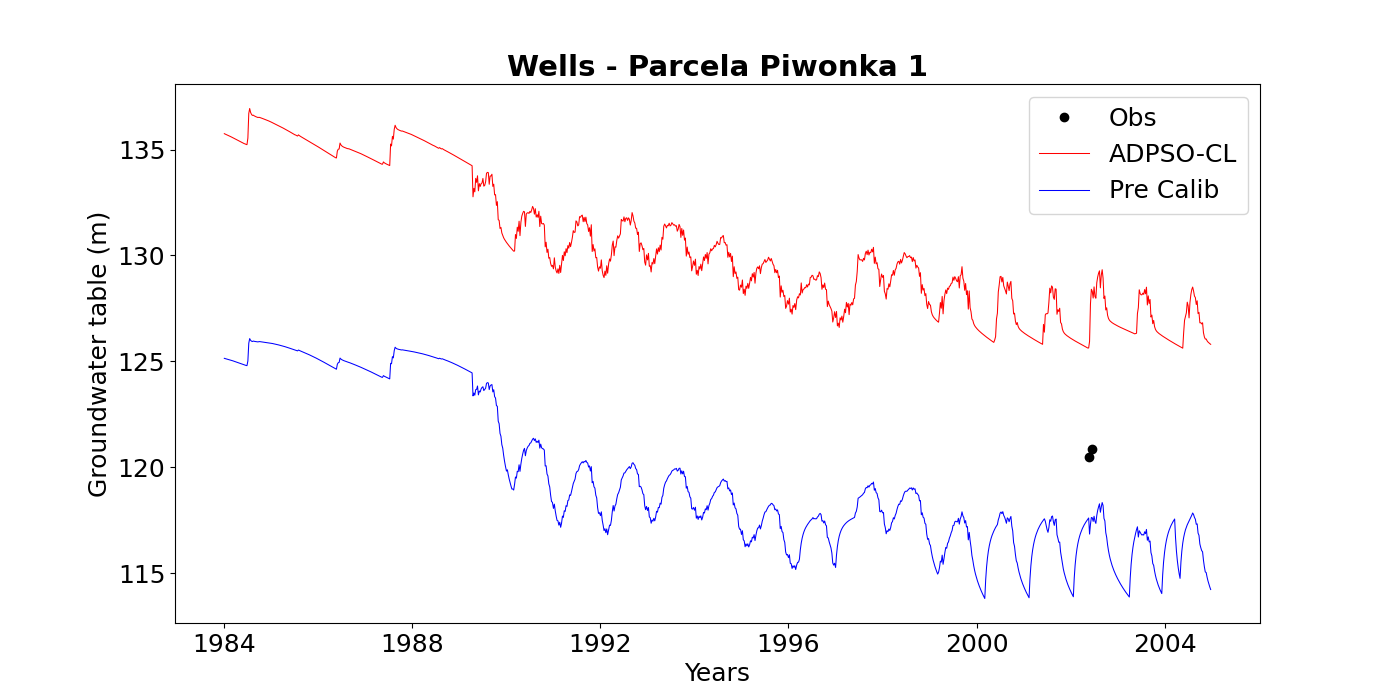 Wells - Parcela Piwonka 1
Obs
ADPSO-CL
Pre Calib
Groundwater table (m)
135
130
125
120
115
1984 1988 1992 1996 2000 2004
Years